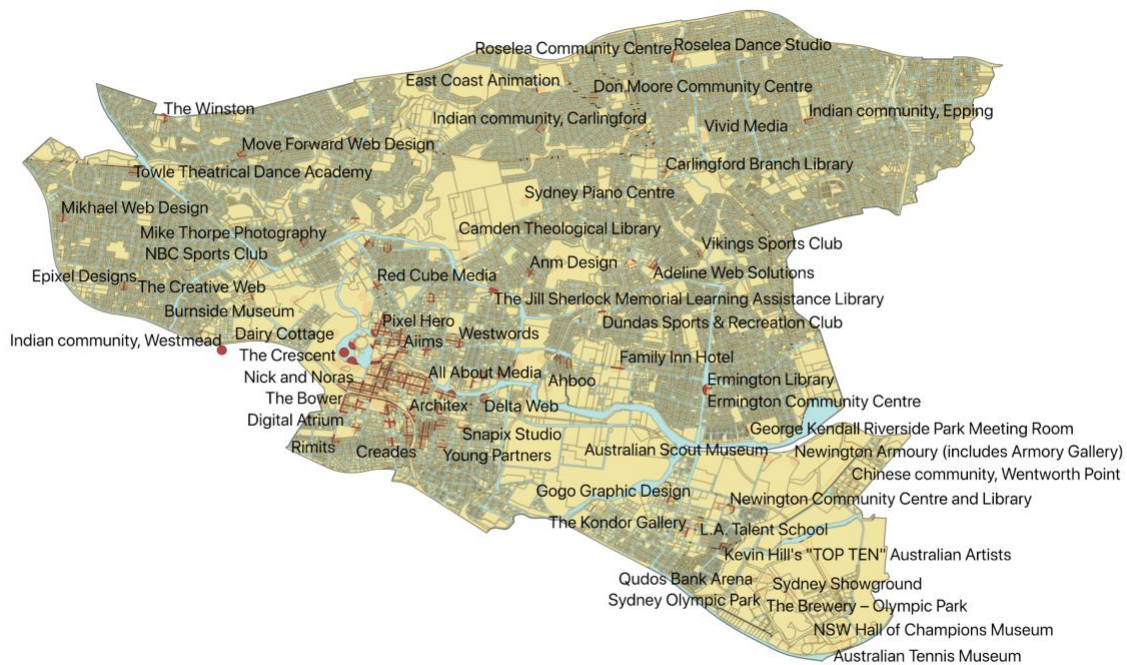 Roselea Community Centre
Roselea Dance Studio
East Coast Animation
Don Moore Community Centre
The Winston
Indian community, Carlingford
Indian community, Epping
Vivid Media
Move Forward Web Design
Towle Theatrical Dance Academy
Carlingford Branch Library
Sydney Piano Centre
Mikhael Web Design
Mike Thorpe Photography
Camden Theological Library
NBC Sports Club
Vikings Sports Club
Anm Design
Epixel Designs
The Creative Web
Red Cube Media
Adeline Web Solutions
Burnside Museum
The Jill Sherlock Memorial Learning Assistance Library
Pixel Hero
Dundas Sports & Recreation Club
Indian community, Westmead
Dairy Cottage
Aiims
Westwords
The Crescent
Family Inn Hotel
Nick and Noras
All About Media
Ahboo
Ermington Library
The Bower
Architex
Delta Web
Ermington Community Centre
Digital Atrium
Snapix Studio
George Kendall Riverside Park Meeting Room
Rimits
Creades
Young Partners
Australian Scout Museum
Newington Armoury (includes Armory Gallery)
Chinese community, Wentworth Point
Gogo Graphic Design
Newington Community Centre and Library
The Kondor Gallery
L.A. Talent School
Kevin Hill's "TOP TEN" Australian Artists
Qudos Bank Arena
Sydney Showground
Sydney Olympic Park
The Brewery – Olympic Park
NSW Hall of Champions Museum
Australian Tennis Museum